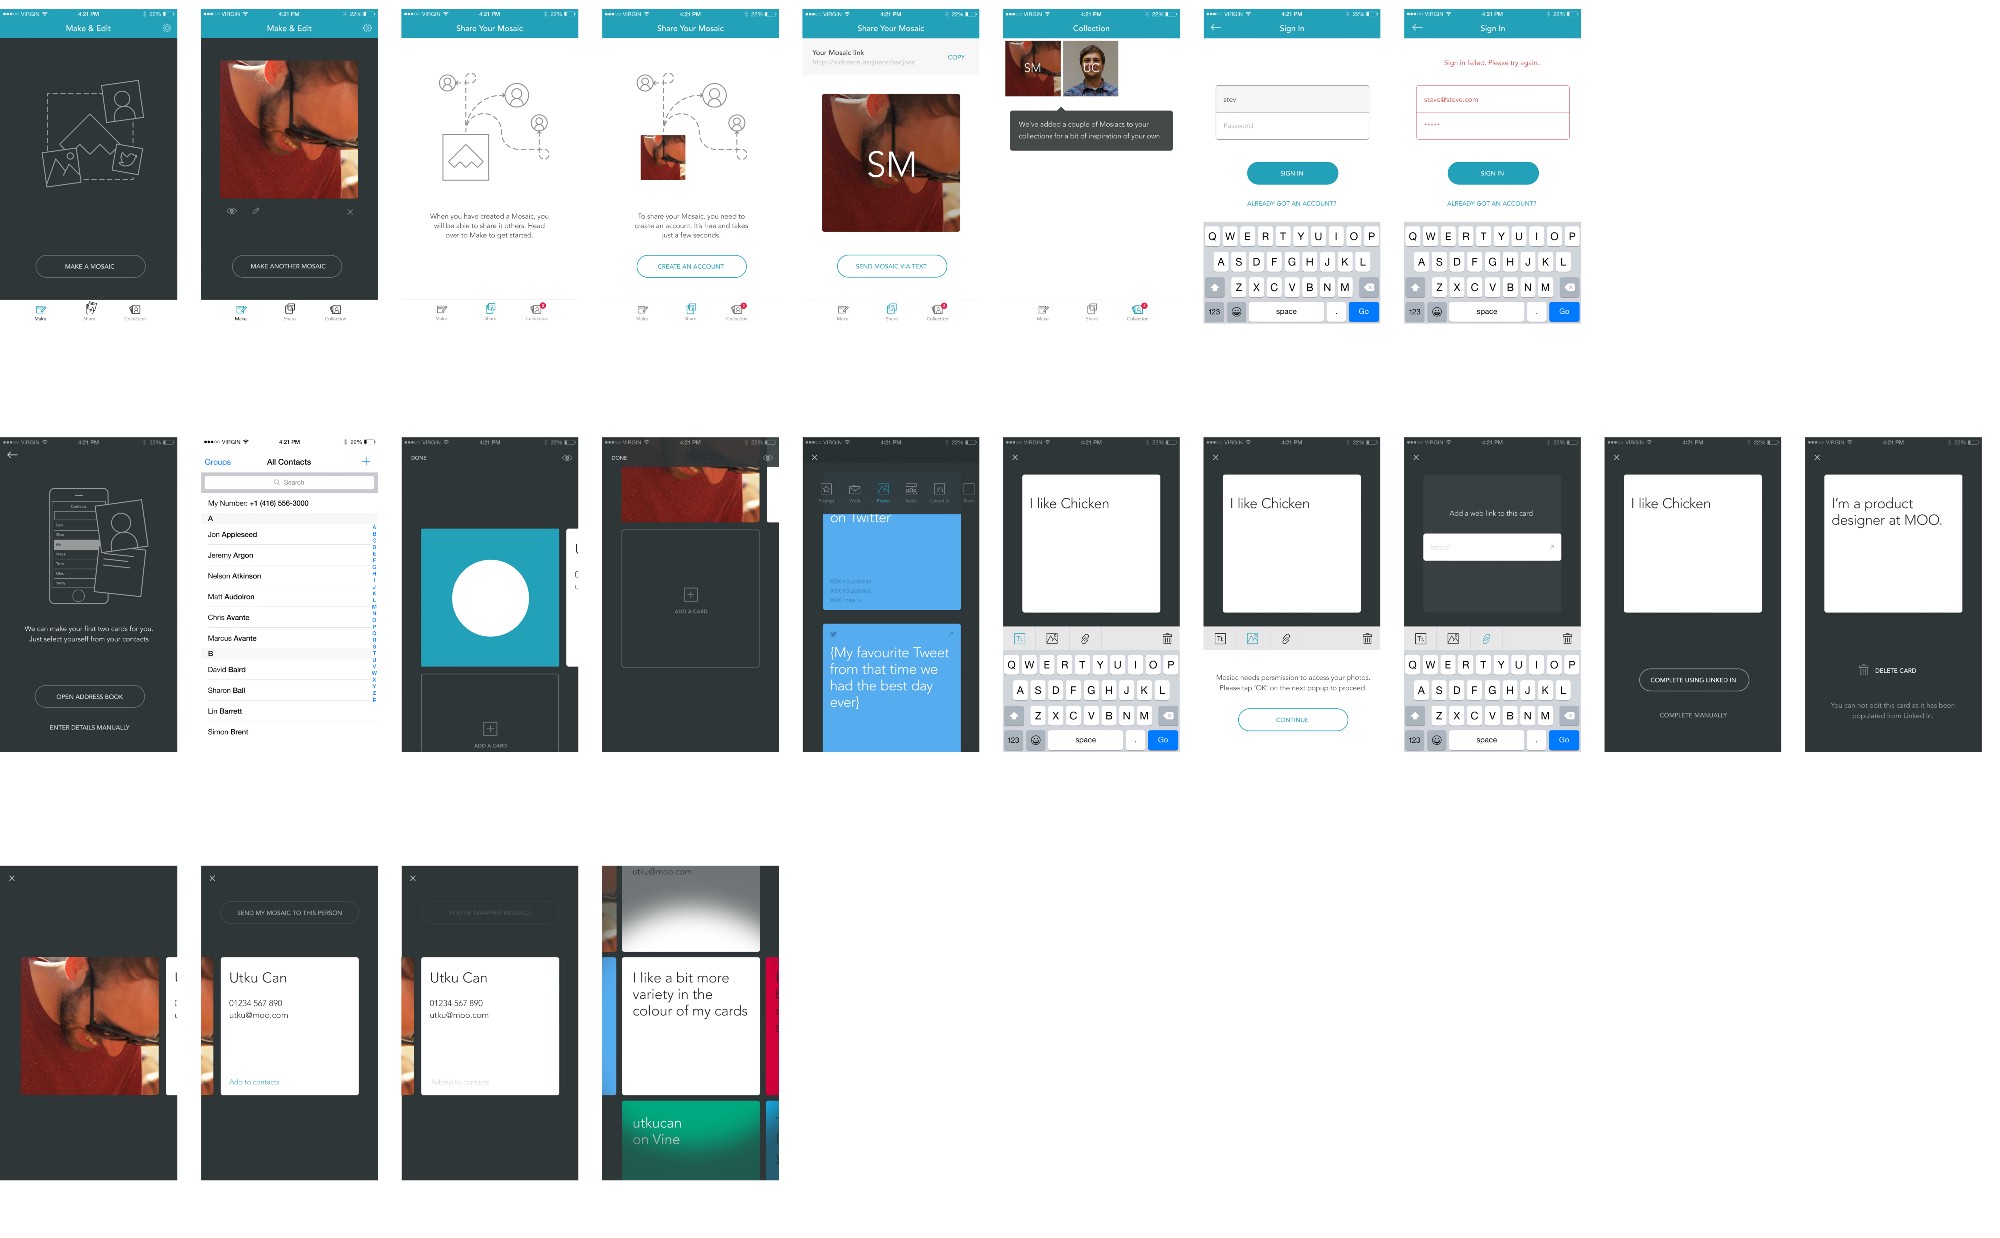 VIRGIN 4:21 PM 22%
Make & Edit
MAKE A MOSAIC
Make Share Collection
VIRGIN 4:21 PM 22%
Make & Edit
MAKE ANOTHER MOSAIC
Make Share Collection
VIRGIN 4:21 PM 22%
Share Your Mosaic
When you have created a Mosaic, you
will be able to share it others. Head
over to Make to get started.
Make Share Collection
VIRGIN 4:21 PM 22%
Share Your Mosaic
To share your Mosaic, you need to
create an account. It's free and takes
just a few seconds.
CREATE AN ACCOUNT
Make Share Collection
VIRGIN 4:21 PM 22%
Share Your Mosaic
Your Mosaic link
COPY
SM
SEND MOSAIC VIA TEXT
Make Share Collection
VIRGIN 4:21 PM 22%
Collection
SM UC
We've added a couple of Mosiacs to your
collections for a bit of inspiration of your own.
Make Share Collection
VIRGIN 4:21 PM 22%
Sign In
stev
Password
SIGN IN
ALREADY GOT AN ACCOUNT?
Q W E R T Y U I O P
A S D F G H J K L
Z X C V B N M
123 space . Go
VIRGIN 4:21 PM 22%
Sign In
Sign in failed. Please try again.
steve@steve.com
•••••
SIGN IN
ALREADY GOT AN ACCOUNT?
Q W E R T Y U I O P
A S D F G H J K L
Z X C V B N M
123 space . Go
VIRGIN 4:21 PM 22%
We can make your first two cards for you.
Just select yourself from your contacts
OPEN ADDRESS BOOK
ENTER DETAILS MANUALLY
VIRGIN 4:21 PM 22%
Groups All Contacts +
Search
My Number: +1 (416) 556-3000
A
Jon Appleseed
Jeremy Argon
Nelson Atkinson
Matt Audoiron
Chris Avante
Marcus Avante
B
David Baird
Sharon Ball
Lin Barrett
Simon Brent
VIRGIN 4:21 PM 22%
DONE
ADD A CARD
VIRGIN 4:21 PM 22%
DONE
ADD A CARD
VIRGIN 4:21 PM 22%
Prompt Work Photo Social Linked In Blank
on Twitter
{My favourite Tweet
from that time we
had the best day
ever}
VIRGIN 4:21 PM 22%
I like Chicken
Q W E R T Y U I O P
A S D F G H J K L
Z X C V B N M
123 space . Go
VIRGIN 4:21 PM 22%
I like Chicken
Mosiec needs persmission to access your photos.
Please tap "OK" on the next popup to proceed
CONTINUE
VIRGIN 4:21 PM 22%
Add a web link to this card
http://
Q W E R T Y U I O P
A S D F G H J K L
Z X C V B N M
123 space . Go
VIRGIN 4:21 PM 22%
I like Chicken
COMPLETE USING LINKED IN
COMPLETE MANUALLY
VIRGIN 4:21 PM 22%
I'm a product
designer at MOO.
DELETE CARD
You can not edit this card as it has been
populated from Linked In.
SEND MY MOSAIC TO THIS PERSON
Utku Can
01234 567 890
utku@moo.com
Add to contacts
YOU'VE SWAPPED MOSAICS
Utku Can
01234 567 890
utku@moo.com
Added to contacts
utku@moo.com
I like a bit more
variety in the
colour of my cards
utkucan
on Vine